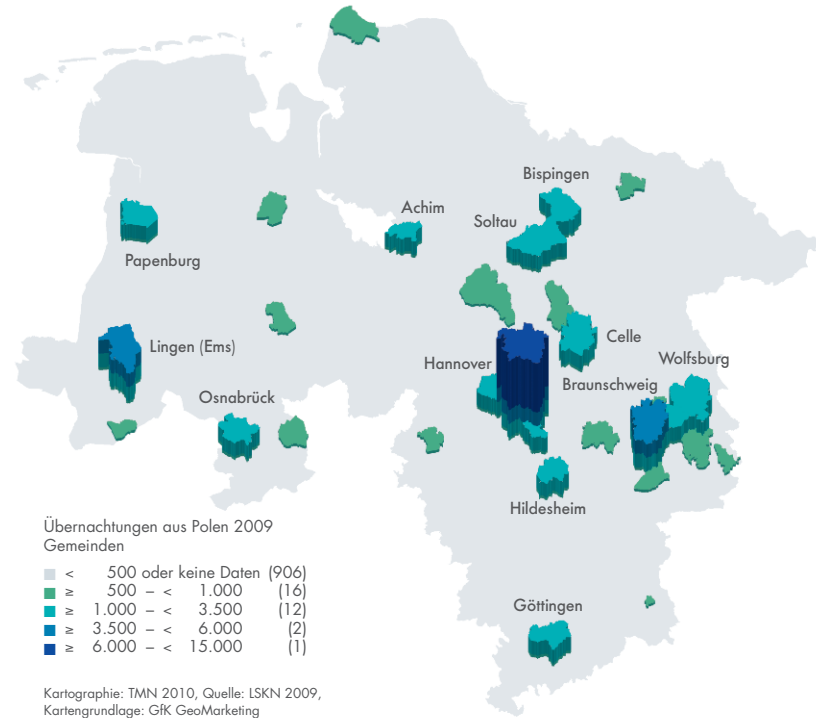 Bispingen
Achim
Soltau
Papenburg
Lingen (Ems)
Celle
Hannover
Wolfsburg
Braunschweig
Osnabrück
Hildesheim
Göttingen
Übernachtungen aus Polen 2009
Gemeinden
< 500 oder keine Daten (906)
≥ 500 – < 1.000 (16)
≥ 1.000 – < 3.500 (12)
≥ 3.500 – < 6.000 (2)
≥ 6.000 – < 15.000 (1)
Kartographie: TMN 2010, Quelle: LSKN 2009,
Kartengrundlage: GfK GeoMarketing